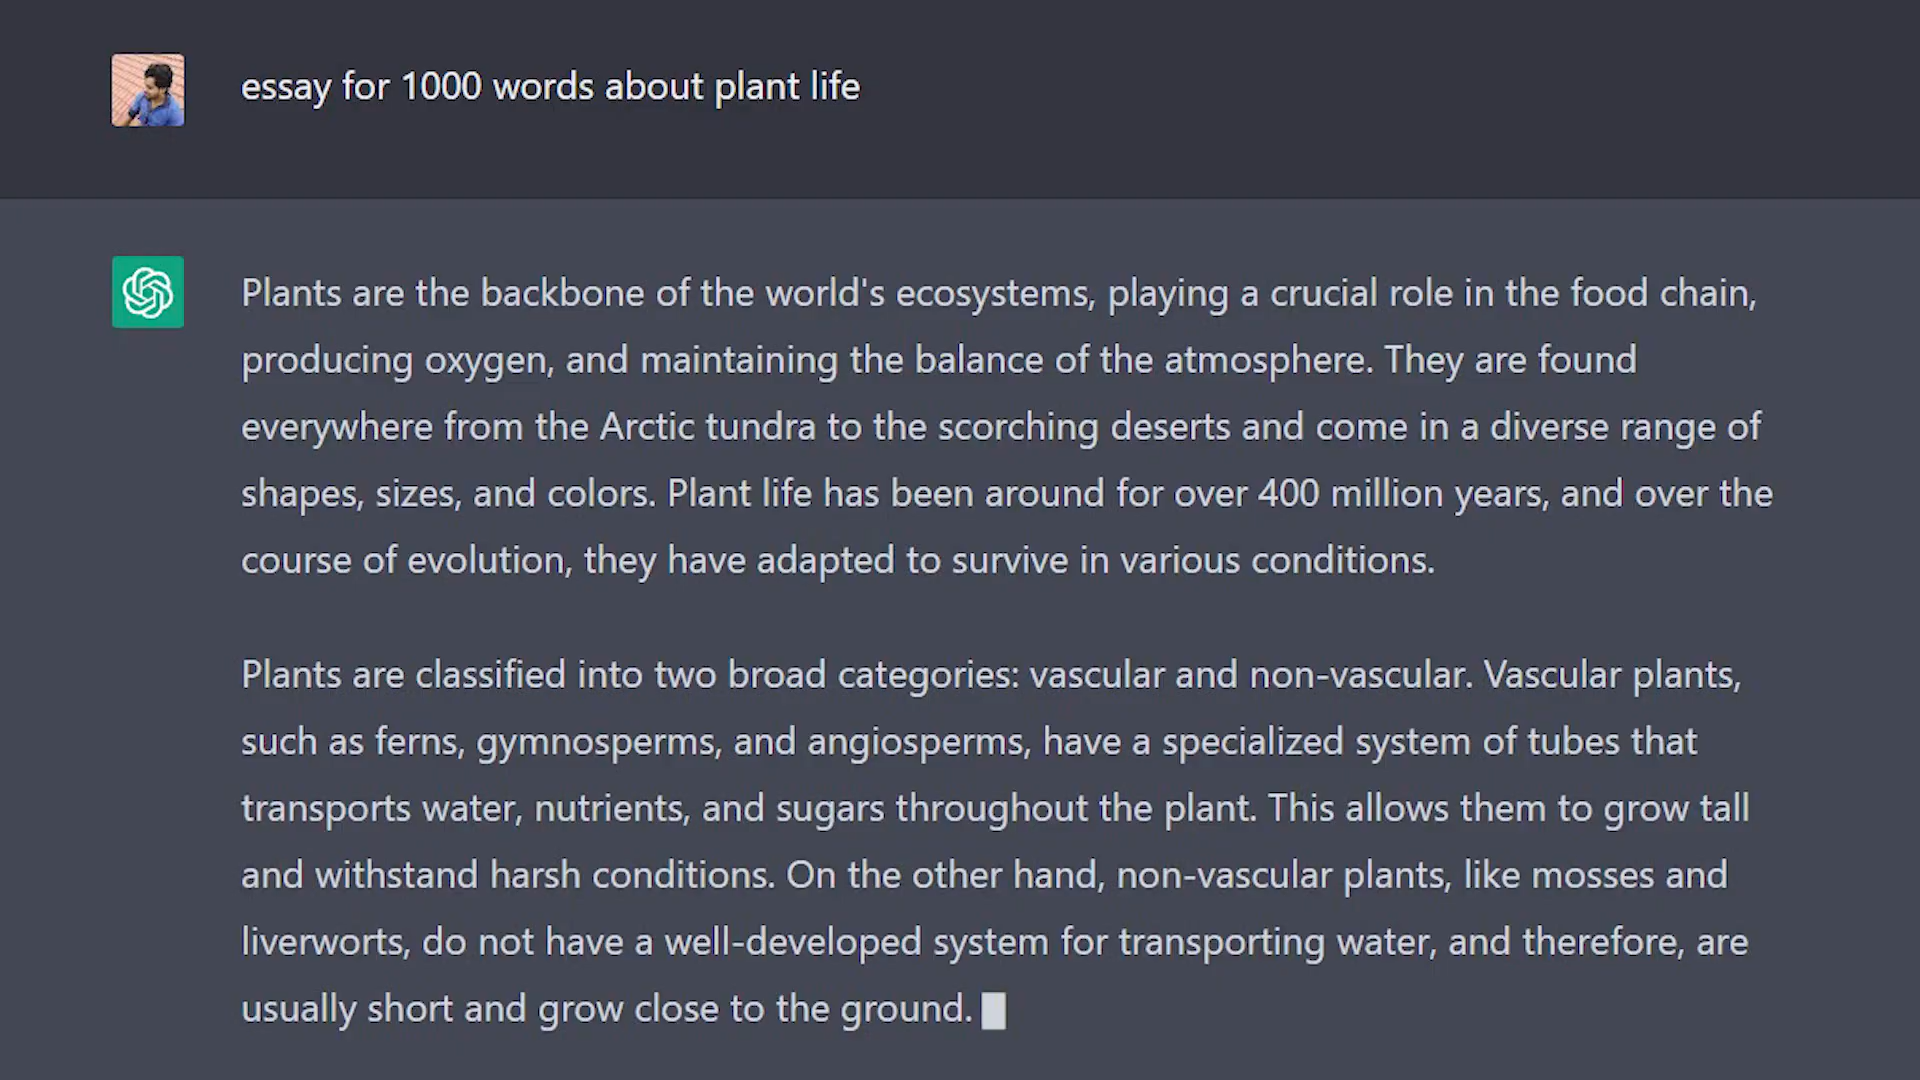 essay for 1000 words about plant life
Plants are the backbone of the world's ecosystems, playing a crucial role in the food chain,
producing oxygen, and maintaining the balance of the atmosphere. They are found
everywhere from the Arctic tundra to the scorching deserts and come in a diverse range of
shapes, sizes, and colors. Plant life has been around for over 400 million years, and over the
course of evolution, they have adapted to survive in various conditions.
Plants are classified into two broad categories: vascular and non-vascular. Vascular plants,
such as ferns, gymnosperms, and angiosperms, have a specialized system of tubes that
transports water, nutrients, and sugars throughout the plant. This allows them to grow tall
and withstand harsh conditions. On the other hand, non-vascular plants, like mosses and
liverworts, do not have a well-developed system for transporting water, and therefore, are
usually short and grow close to the ground.